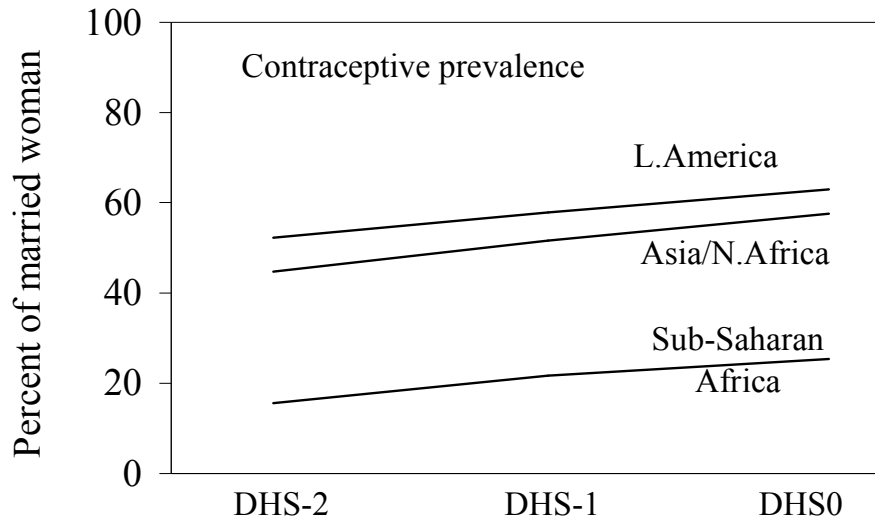 Percent of married woman
100
80
60
40
20
0
Contraceptive prevalence
L.America
Asia/N.Africa
Sub-Saharan
Africa
DHS-2 DHS-1 DHS0